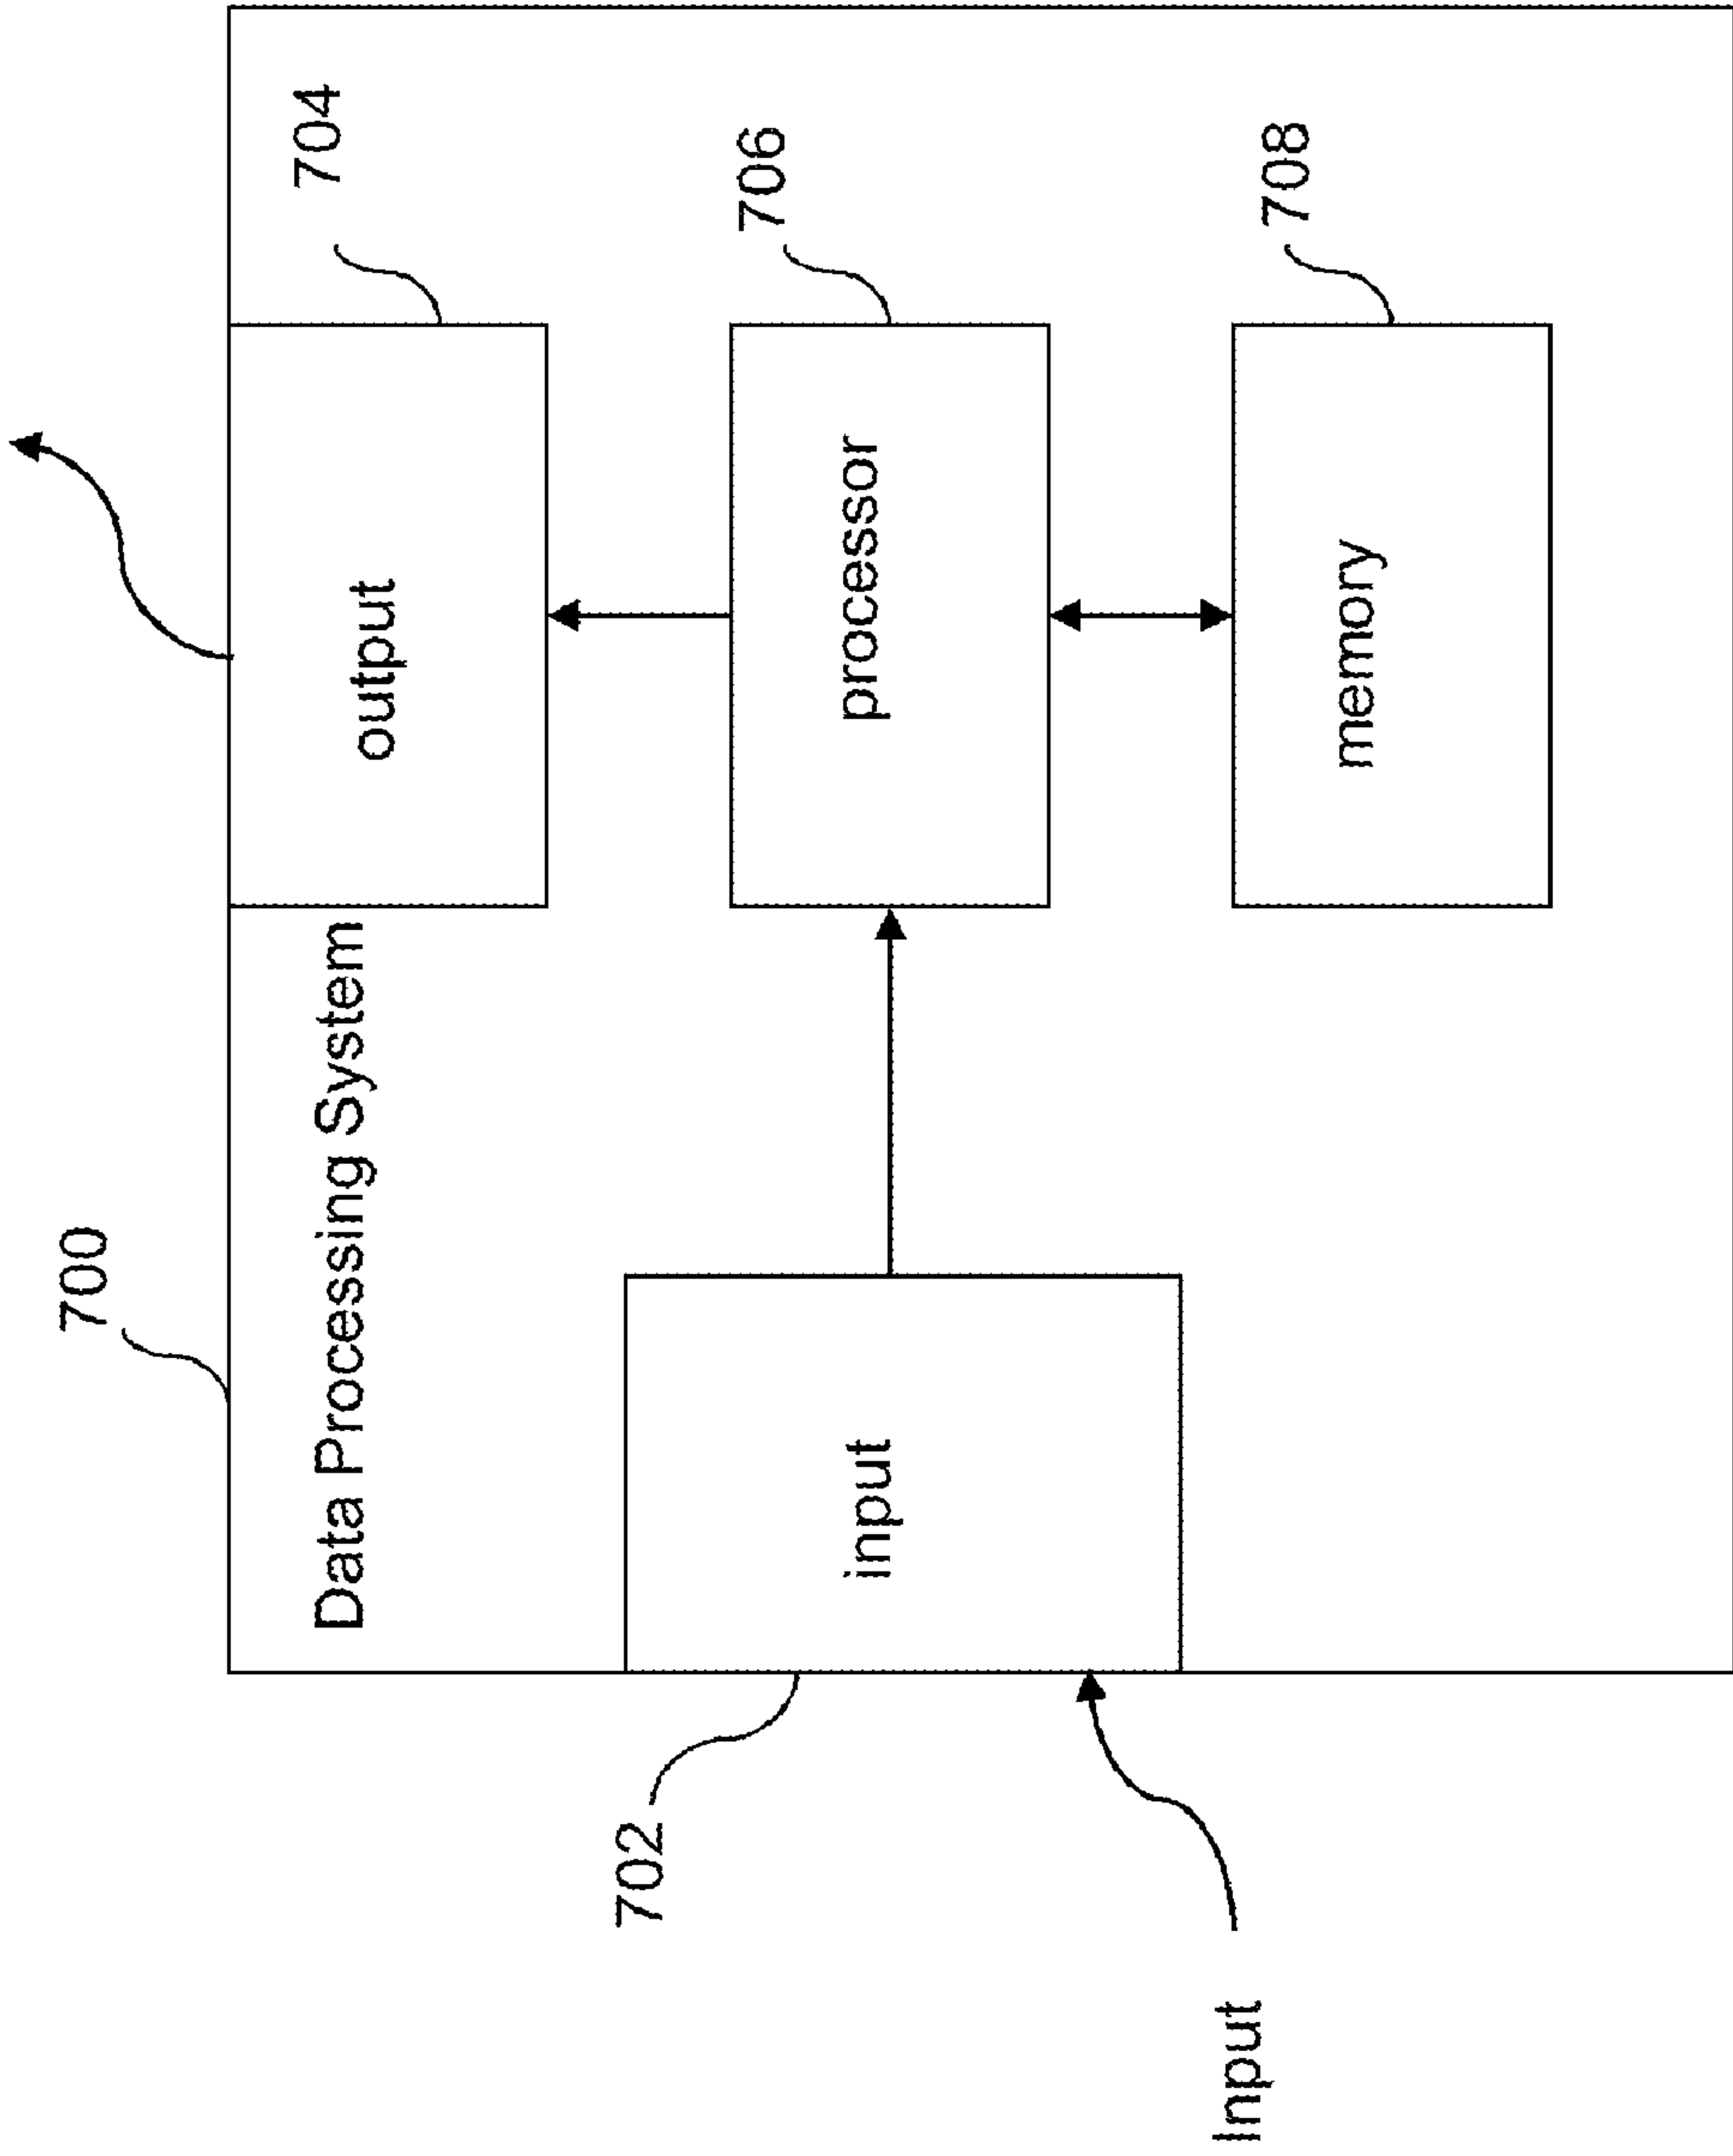 700
Data Processing System
704
output
706
processor
708
memory
702
input
Input